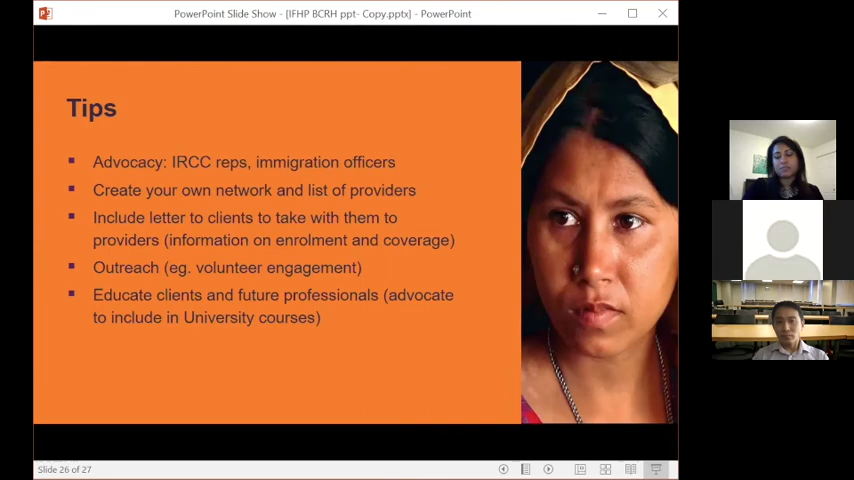 PowerPoint Slide Show - [IFHP BCRH ppt- Copy.pptx] - PowerPoint
Tips
▪ Advocacy: IRCC reps, immigration officers
▪ Create your own network and list of providers
▪ Include letter to clients to take with them to
providers (information on enrolment and coverage)
▪ Outreach (eg. volunteer engagement)
▪ Educate clients and future professionals (advocate
to include in University courses)
Slide 26 of 27